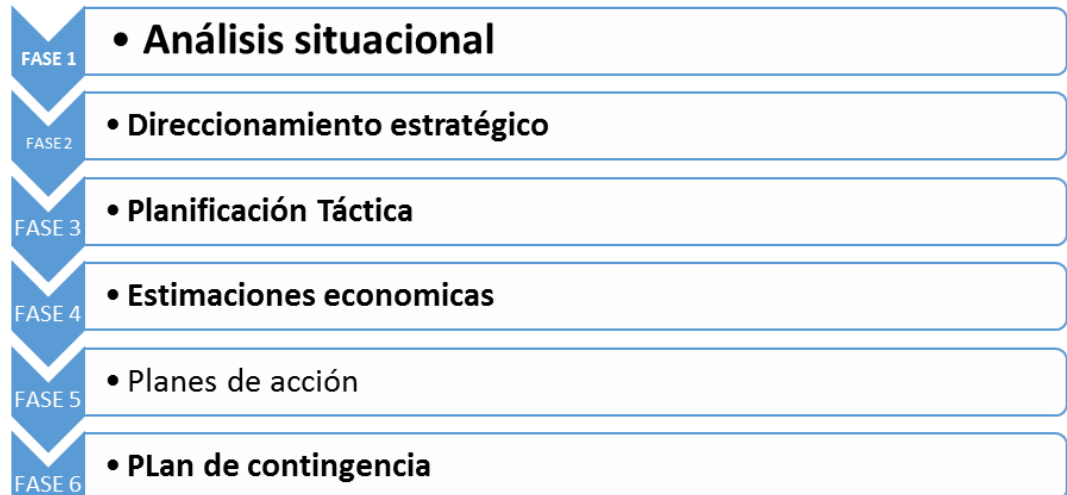 FASE 1
• Análisis situacional
FASE 2
• Direccionamiento estratégico
FASE 3
• Planificación Táctica
FASE 4
• Estimaciones economicas
FASE 5
• Planes de acción
FASE 6
• PLan de contingencia